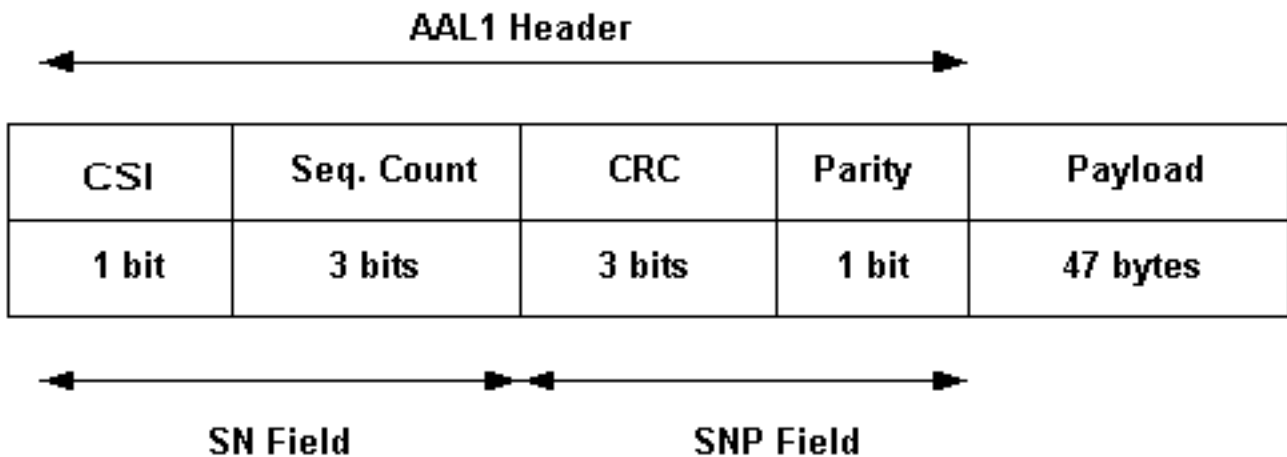 AAL1 Header
CSI Seq. Count CRC Parity Payload
1 bit 3 bits 3 bits 1 bit 47 bytes
SN Field SNP Field